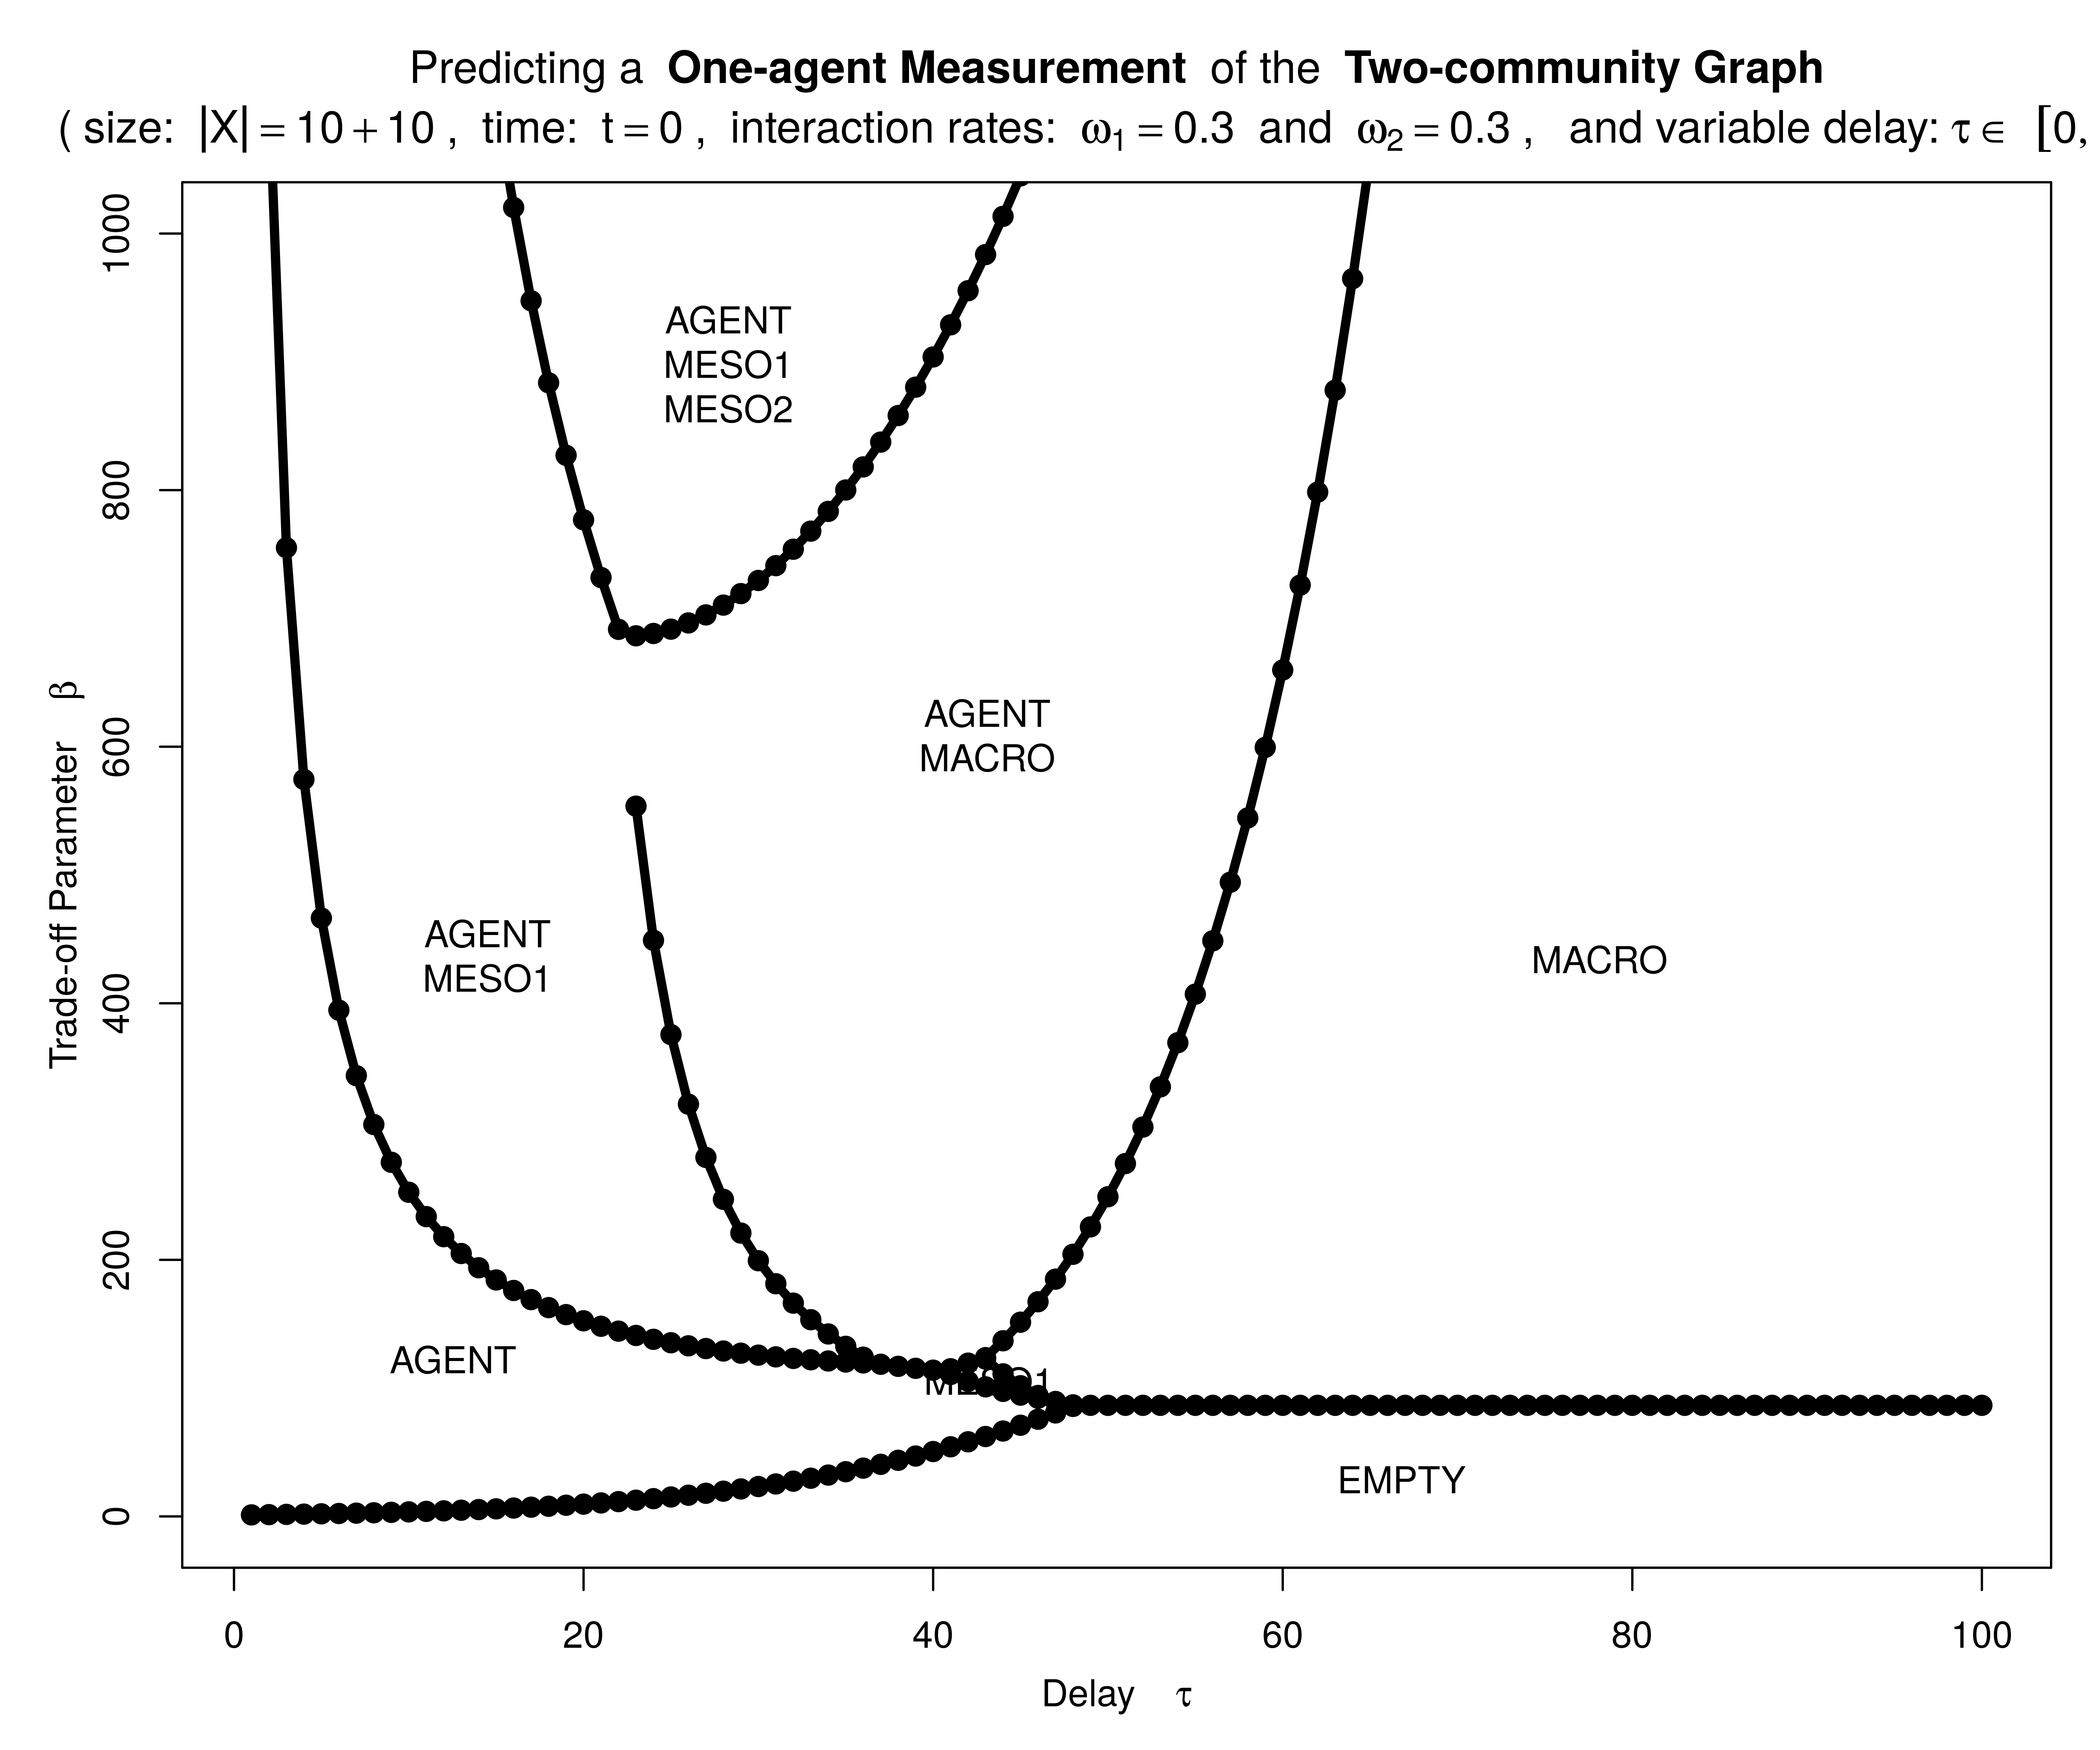 Predicting a One-agent Measurement of the Two-community Graph
( size: |X| = 10 + 10 , time: t = 0 , interaction rates: ω1 = 0.3 and ω2 = 0.3 , and variable delay: τ ∈ [0,
1000
800
600
400
200
0
Trade-off Parameter β
AGENT
MESO1
MESO2
AGENT
MACRO
AGENT
MESO1
MACRO
AGENT
MESO1
EMPTY
0 20 40 60 80 100
Delay τ